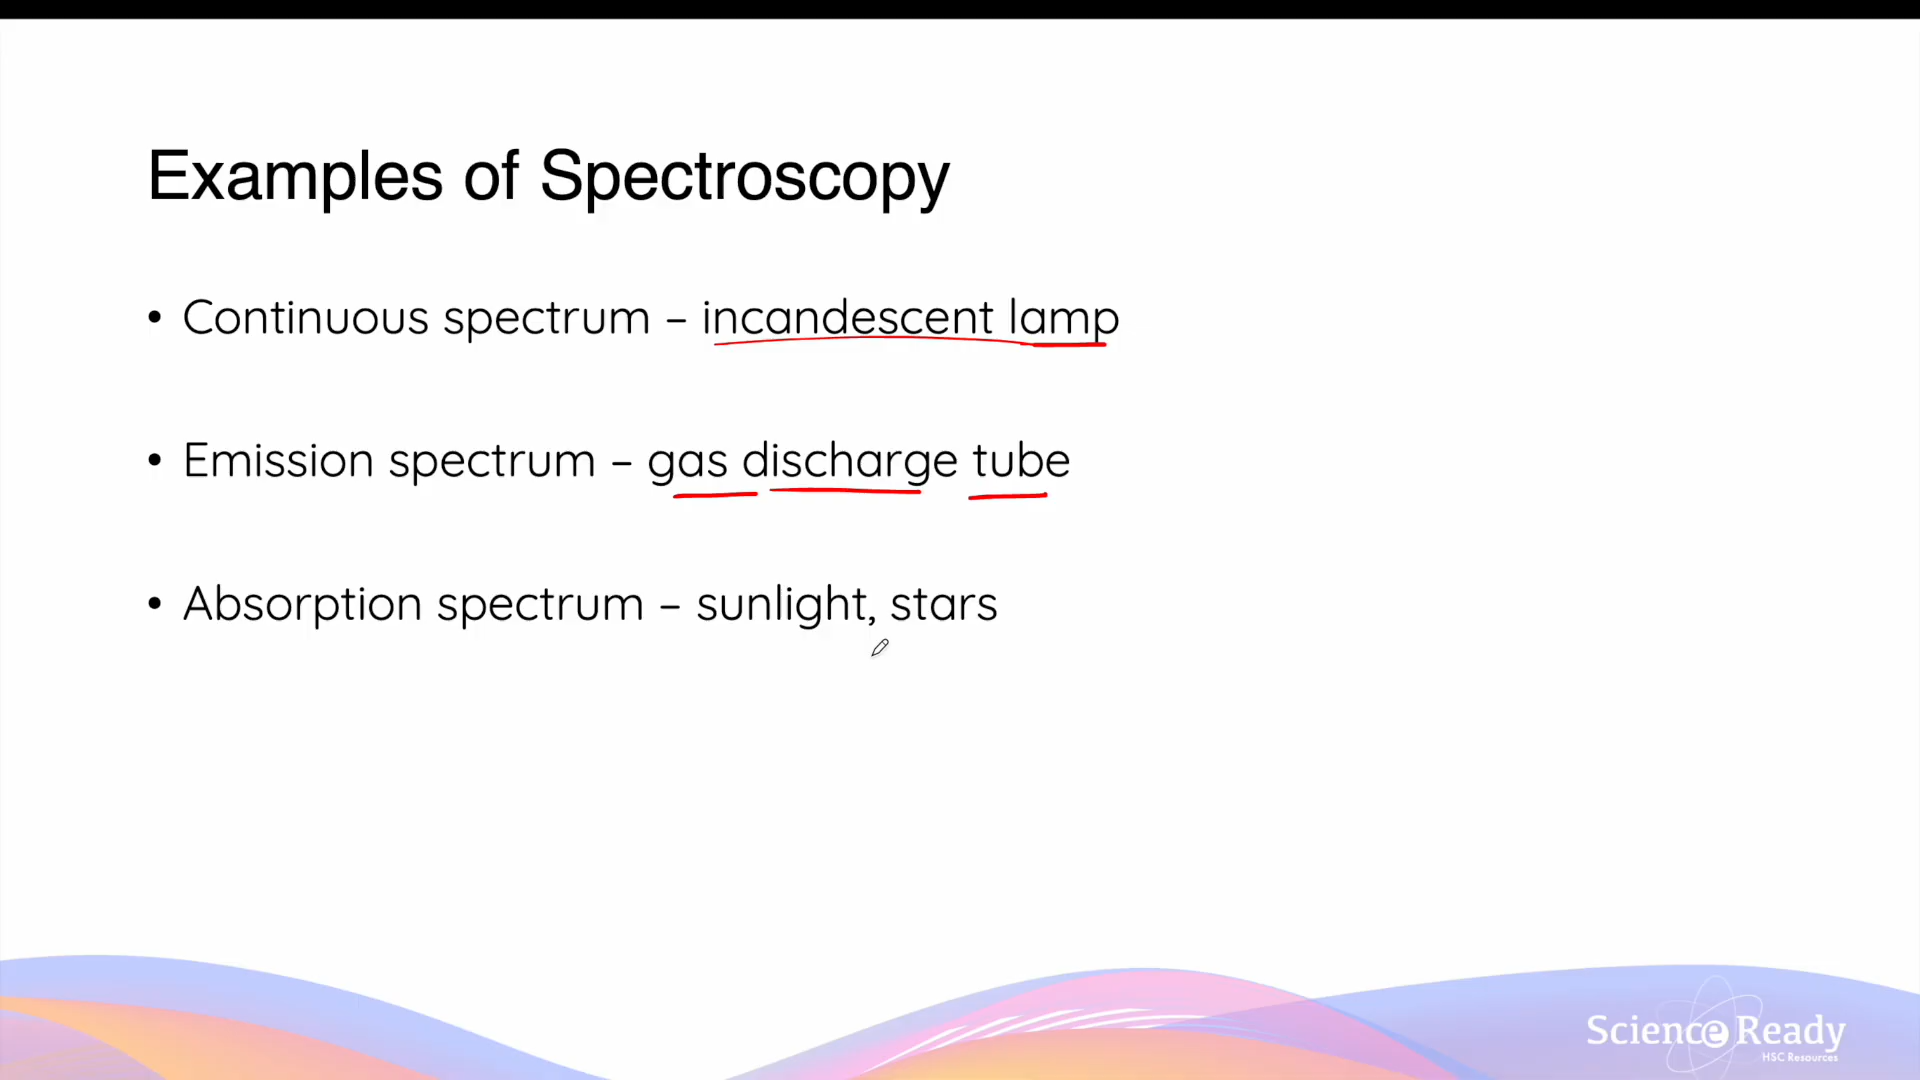 Examples of Spectroscopy
• Continuous spectrum – incandescent lamp
• Emission spectrum – gas discharge tube
• Absorption spectrum – sunlight, stars
Science Ready
HSC Resources